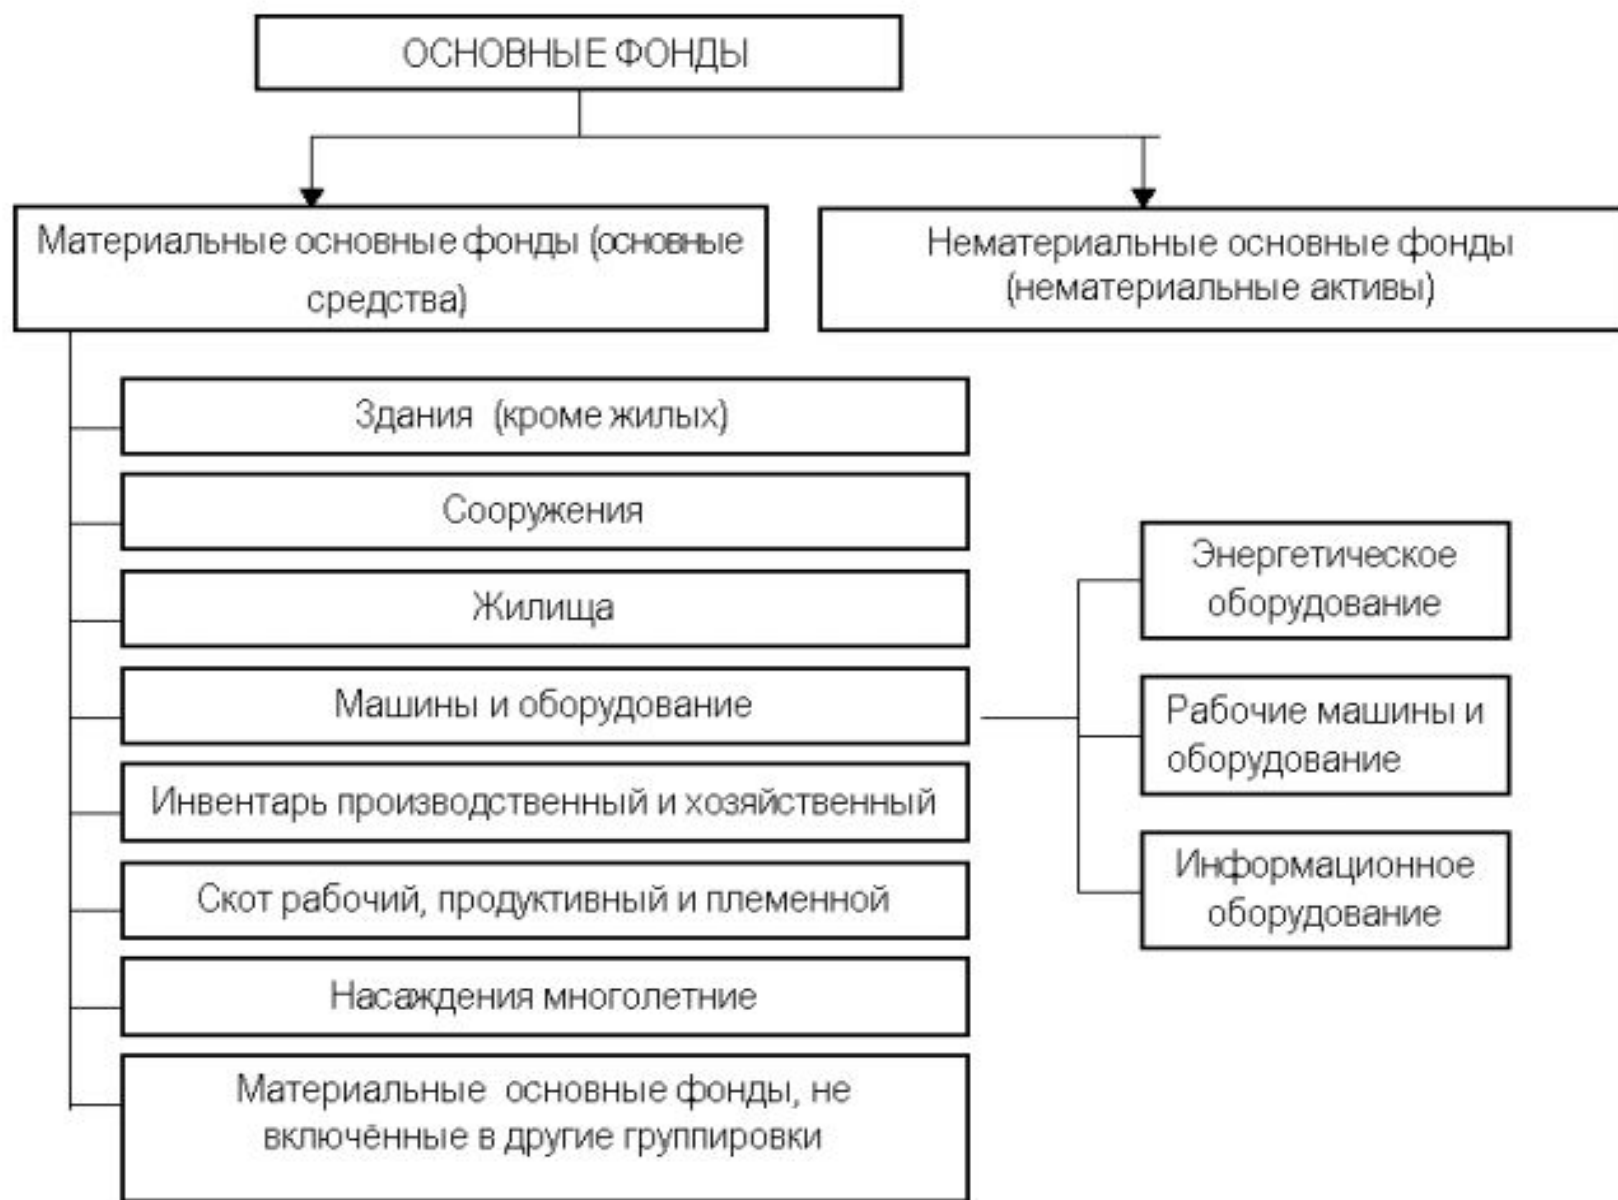 ОСНОВНЫЕ ФОНДЫ
Материальные основные фонды (основные
средства)
Нематериальные основные фонды
(нематериальные активы)
Здания (кроме жилых)
Сооружения
Жилища
Машины и оборудование
Инвентарь производственный и хозяйственный
Скот рабочий, продуктивный и племенной
Насаждения многолетние
Материальные основные фонды, не
включённые в другие группировки
Энергетическое
оборудование
Рабочие машины и
оборудование
Информационное
оборудование